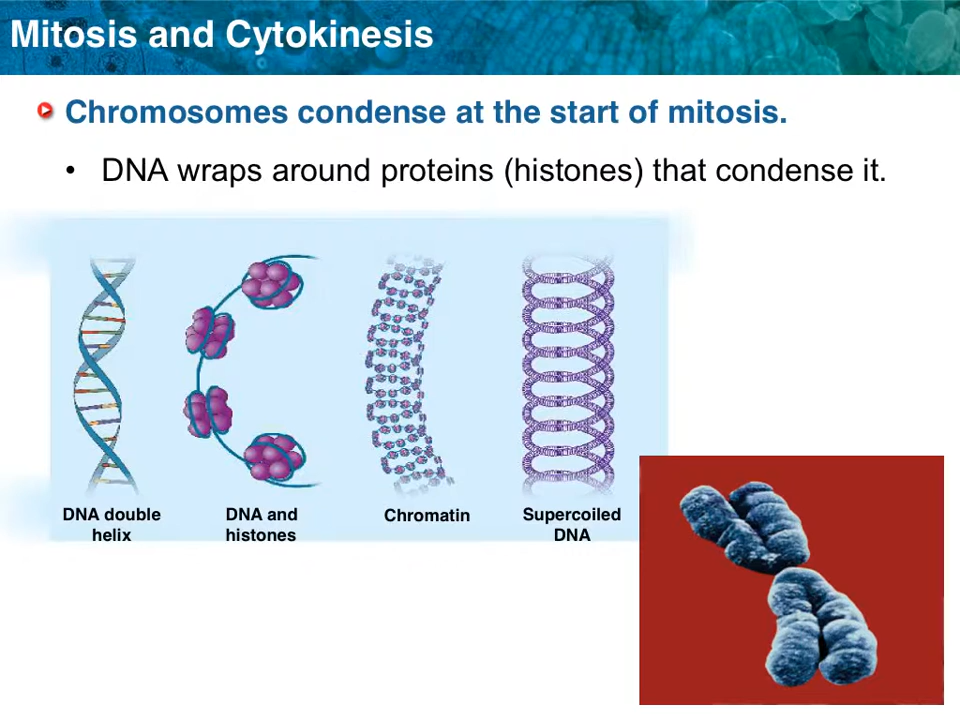 Mitosis and Cytokinesis
Chromosomes condense at the start of mitosis.
• DNA wraps around proteins (histones) that condense it.
DNA double
helix
DNA and
histones
Chromatin
Supercoiled
DNA